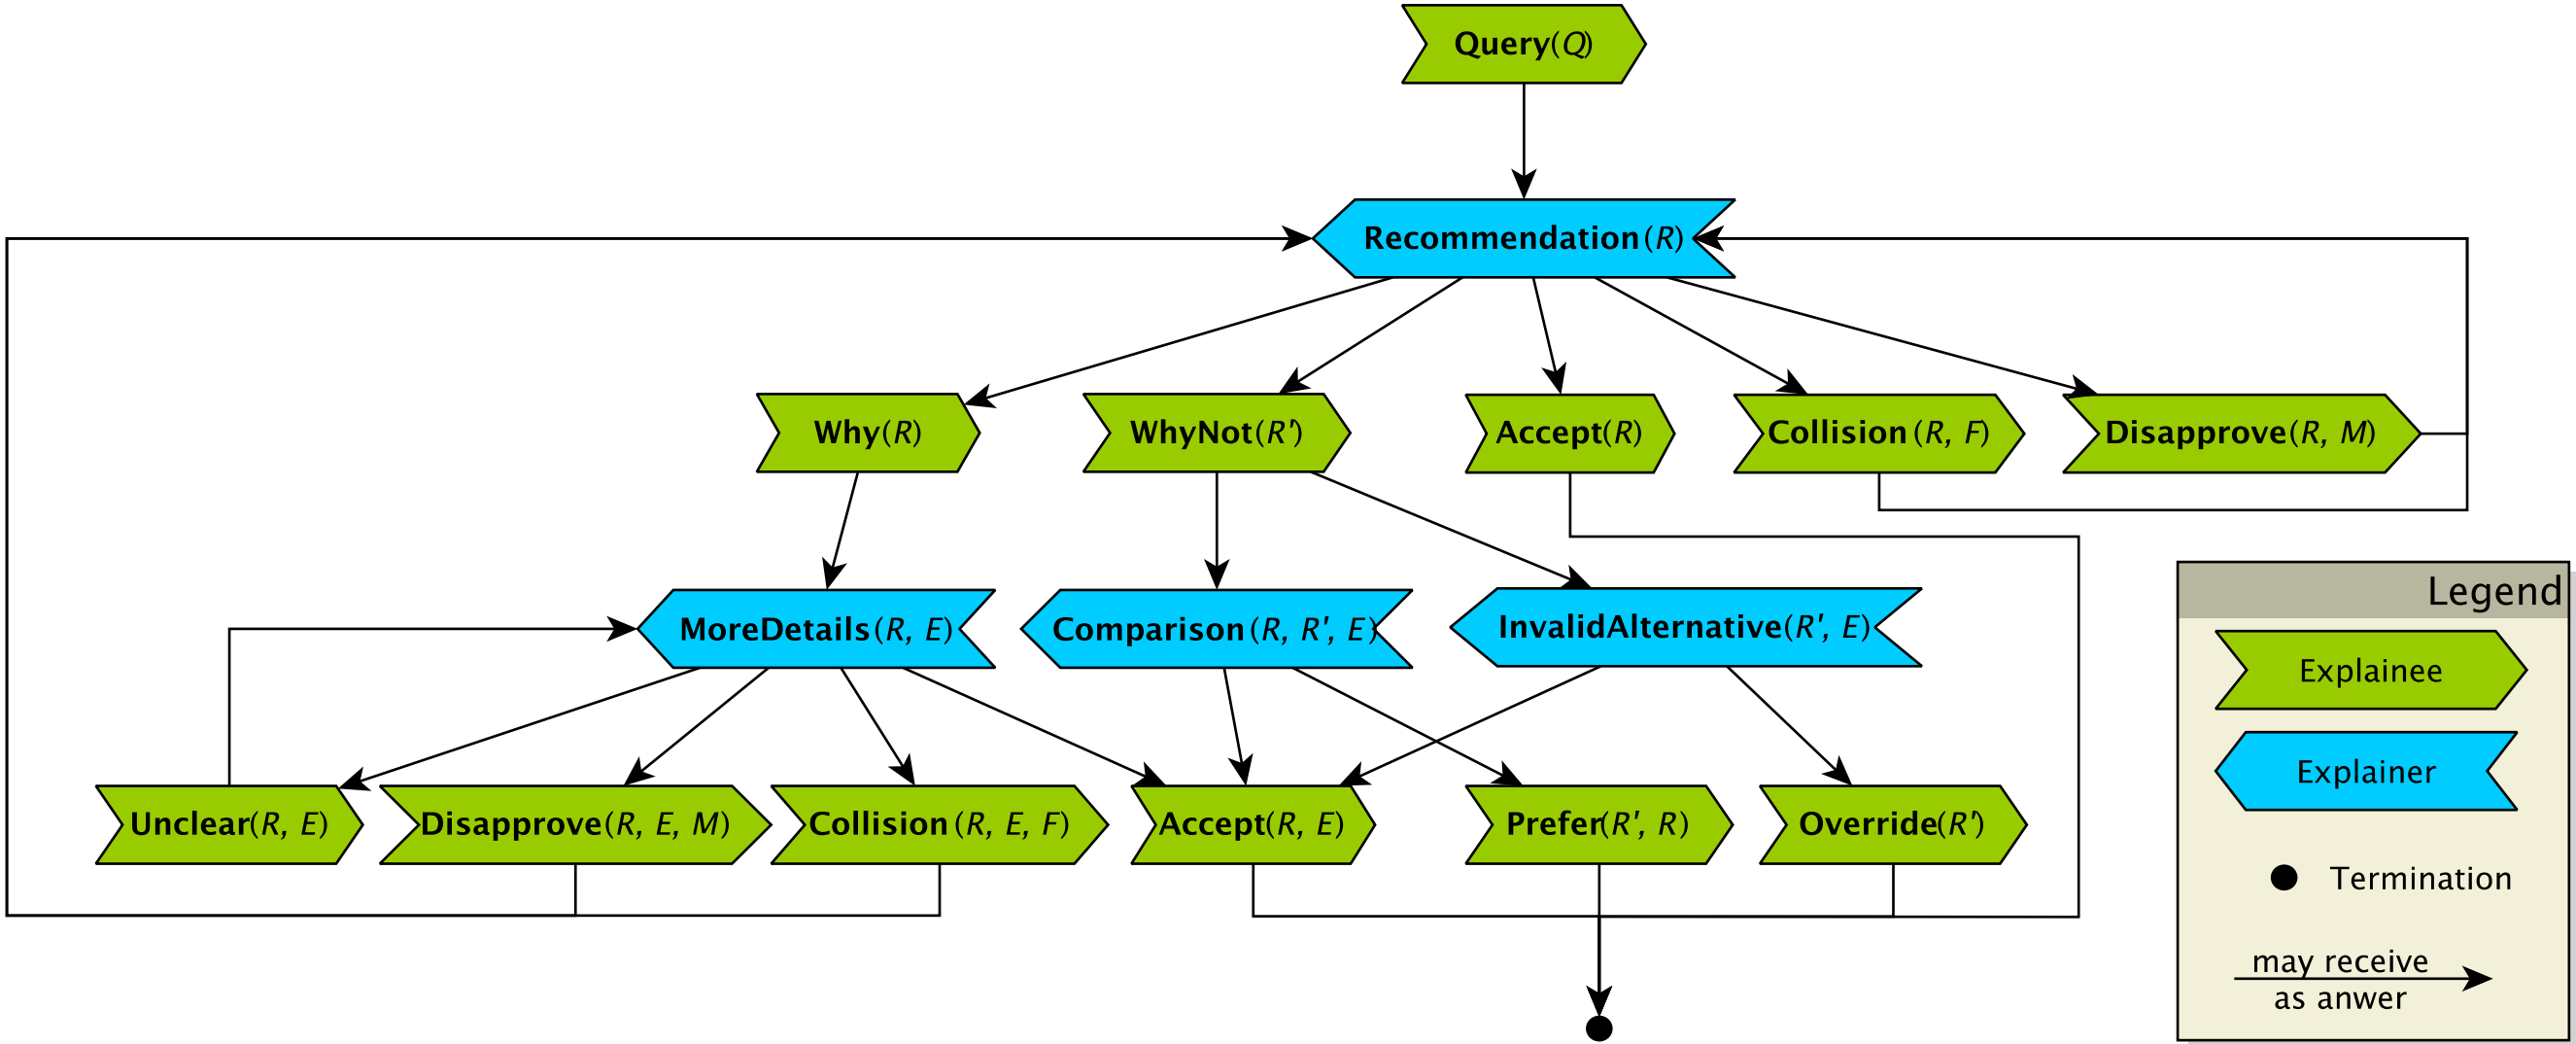 Query(Q)
Recommendation(R)
Why(R)
WhyNot(R')
Accept(R)
Collision(R, F)
Disapprove(R, M)
MoreDetails(R, E)
Comparison(R, R', E)
InvalidAlternative(R', E)
Unclear(R, E)
Disapprove(R, E, M)
Collision(R, E, F)
Accept(R, E)
Prefer(R', R)
Override(R')
Legend
Explainee
Explainer
Termination
may receive
as anwer